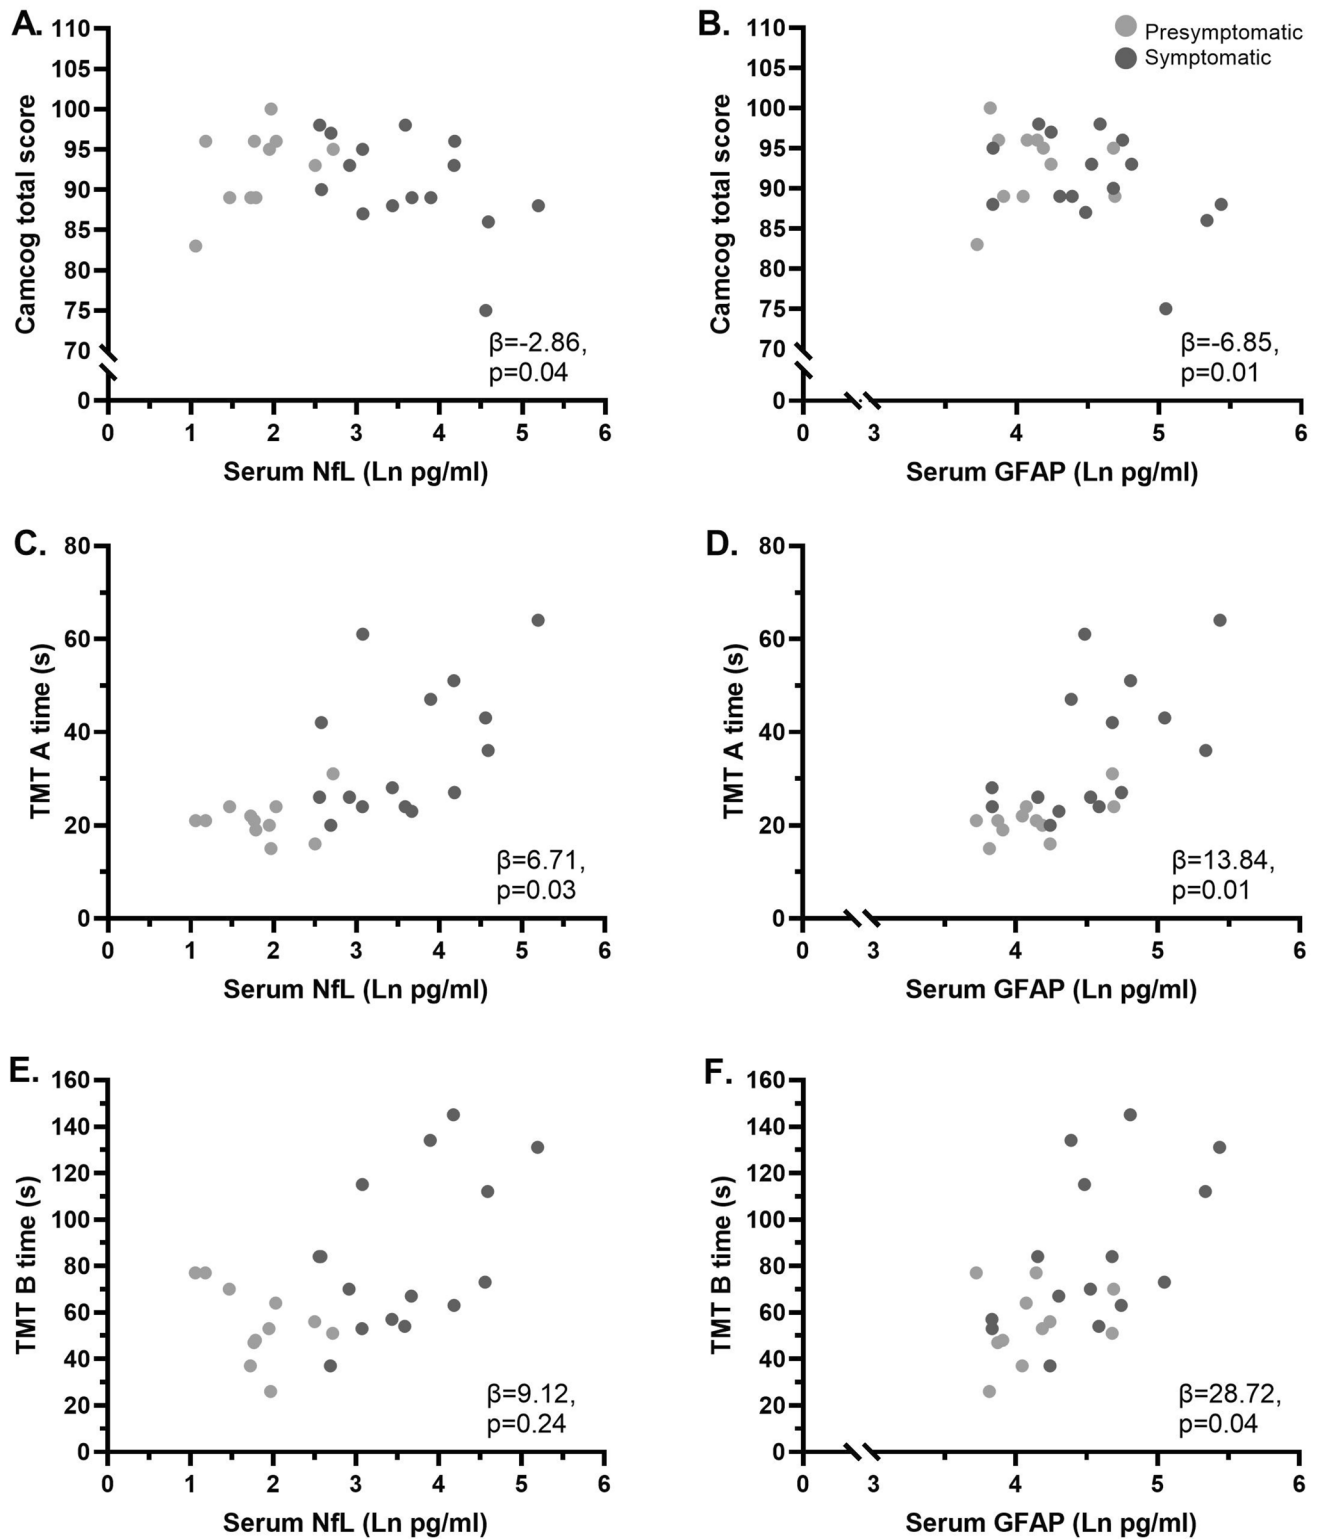 A.
110
105
100
95
90
85
80
75
70
0
Camcog total score
β=-2.86,
p=0.04
0 1 2 3 4 5 6
Serum NfL (Ln pg/ml)
B.
110
105
100
95
90
85
80
75
70
0
Camcog total score
Presymptomatic
Symptomatic
β=-6.85,
p=0.01
0 3 4 5 6
Serum GFAP (Ln pg/ml)
C.
80
60
40
20
0
TMT A time (s)
β=6.71,
p=0.03
0 1 2 3 4 5 6
Serum NfL (Ln pg/ml)
D.
80
60
40
20
0
TMT A time (s)
β=13.84,
p=0.01
0 3 4 5 6
Serum GFAP (Ln pg/ml)
E.
160
140
120
100
80
60
40
20
0
TMT B time (s)
β=9.12,
p=0.24
0 1 2 3 4 5 6
Serum NfL (Ln pg/ml)
F.
160
140
120
100
80
60
40
20
0
TMT B time (s)
β=28.72,
p=0.04
0 3 4 5 6
Serum GFAP (Ln pg/ml)